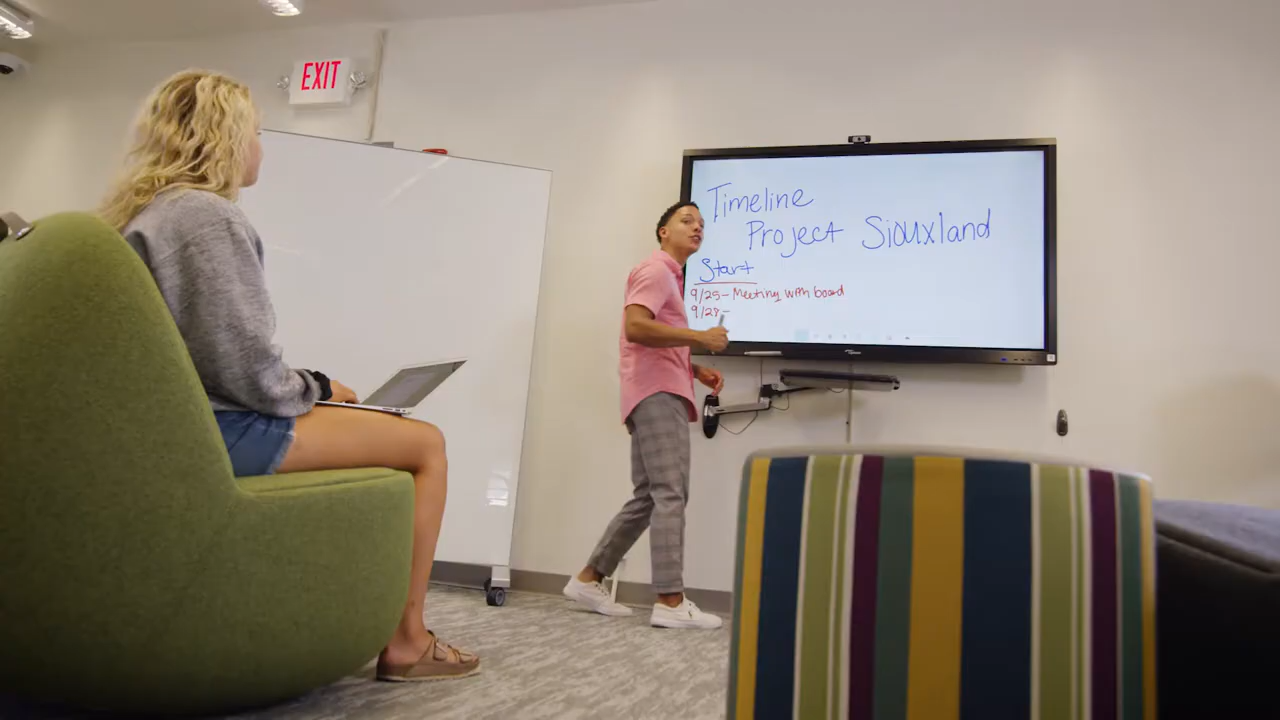 EXIT
Timeline
Project Siouxland
Start
9/25- Meeting with board
9/28-